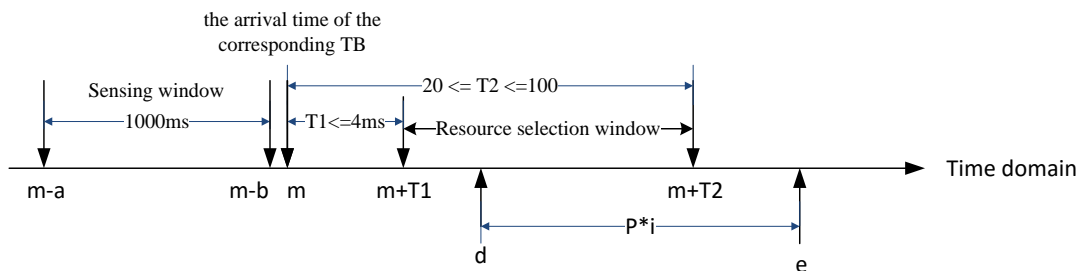 the arrival time of the
corresponding TB
20 <= T2 <=100
Sensing window
1000ms
T1<=4ms
Resource selection window
Time domain
m-a
m-b
m
m+T1
m+T2
P*i
d
e